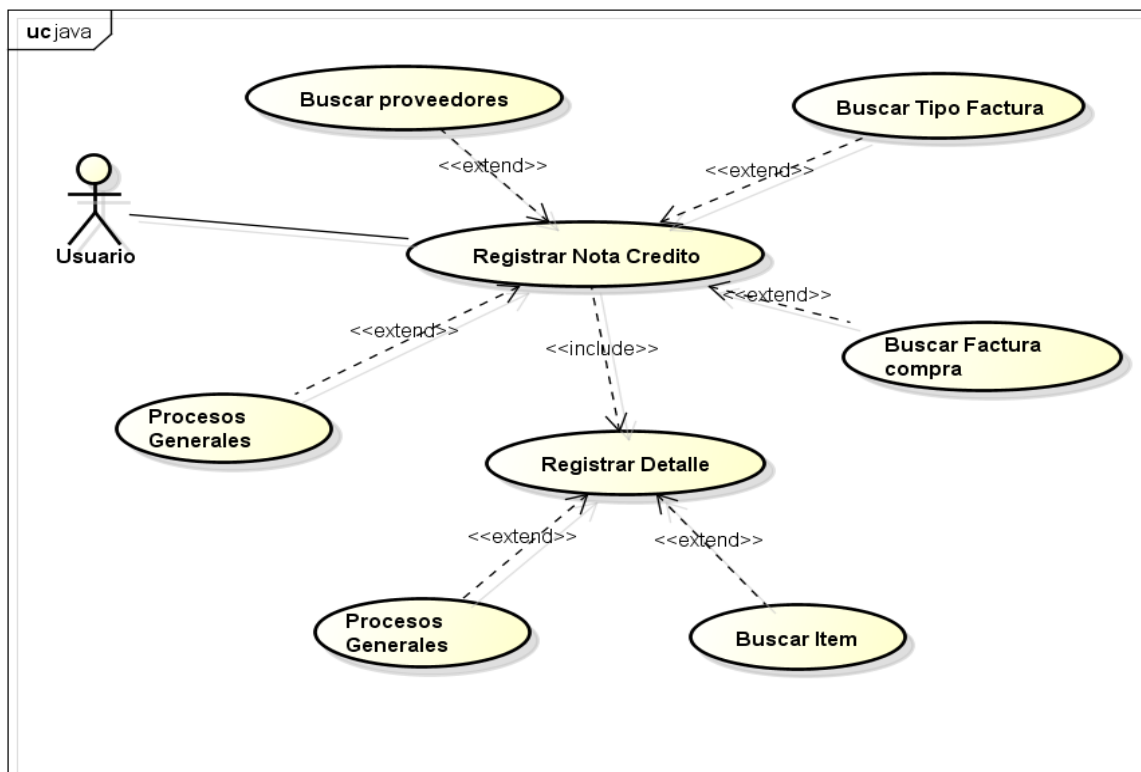 uc java
Buscar proveedores
Buscar Tipo Factura
<<extend>>
<<extend>>
Usuario
Registrar Nota Credito
<<extend>>
<<extend>>
<<include>>
Buscar Factura
compra
Procesos
Generales
Registrar Detalle
<<extend>>
<<extend>>
Procesos
Generales
Buscar Item